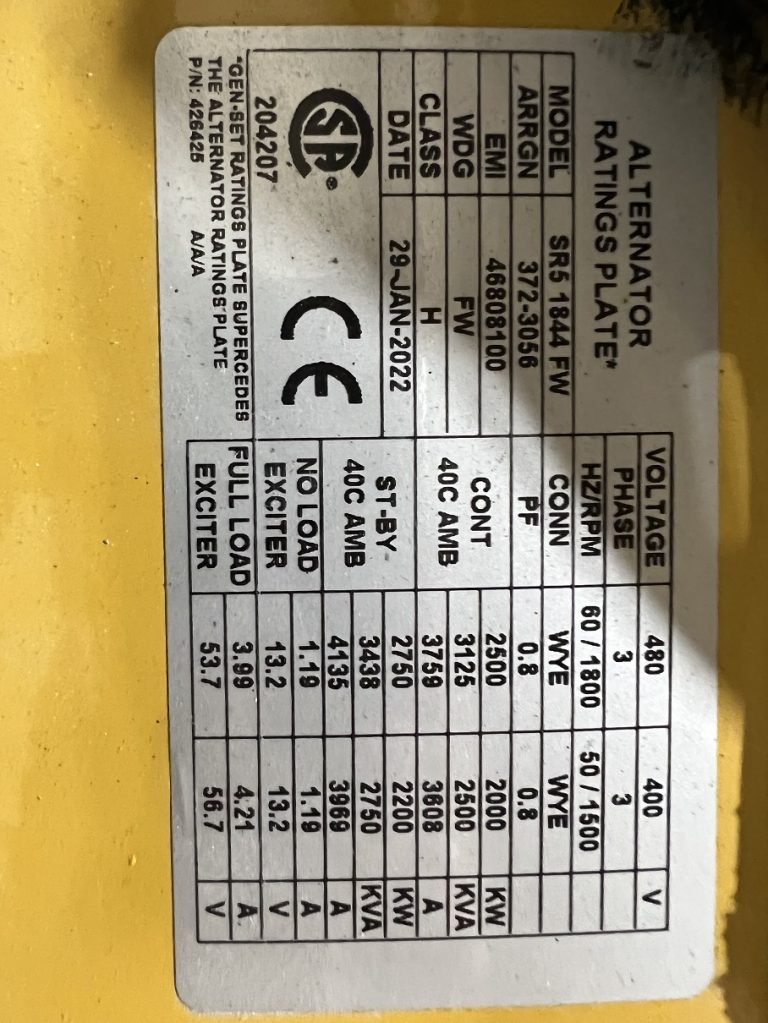 ALTERNATOR
RATINGS PLATE*
MODEL SR5 1844 FW
ARRGN 372-3056
EMI 46808100
WDG FW
CLASS H
DATE 29-JAN-2022
SA ®
204207
CE
*GEN-SET RATINGS PLATE SUPERCEDES
THE ALTERNATOR RATINGS PLATE
P/N: 426425 A/A/A
VOLTAGE 480 400 V
PHASE 3 3
HZ/RPM 60 / 1800 50 / 1500
CONN WYE WYE
PF 0.8 0.8
CONT
40C AMB
2500 2000 KW
3125 2500 KVA
3759 3608 A
ST-BY
40C AMB
2750 2200 KW
3438 2750 KVA
4135 3969 A
NO LOAD
EXCITER
1.19 1.19 A
13.2 13.2 V
FULL LOAD
EXCITER
3.99 4.21 A
53.7 56.7 V